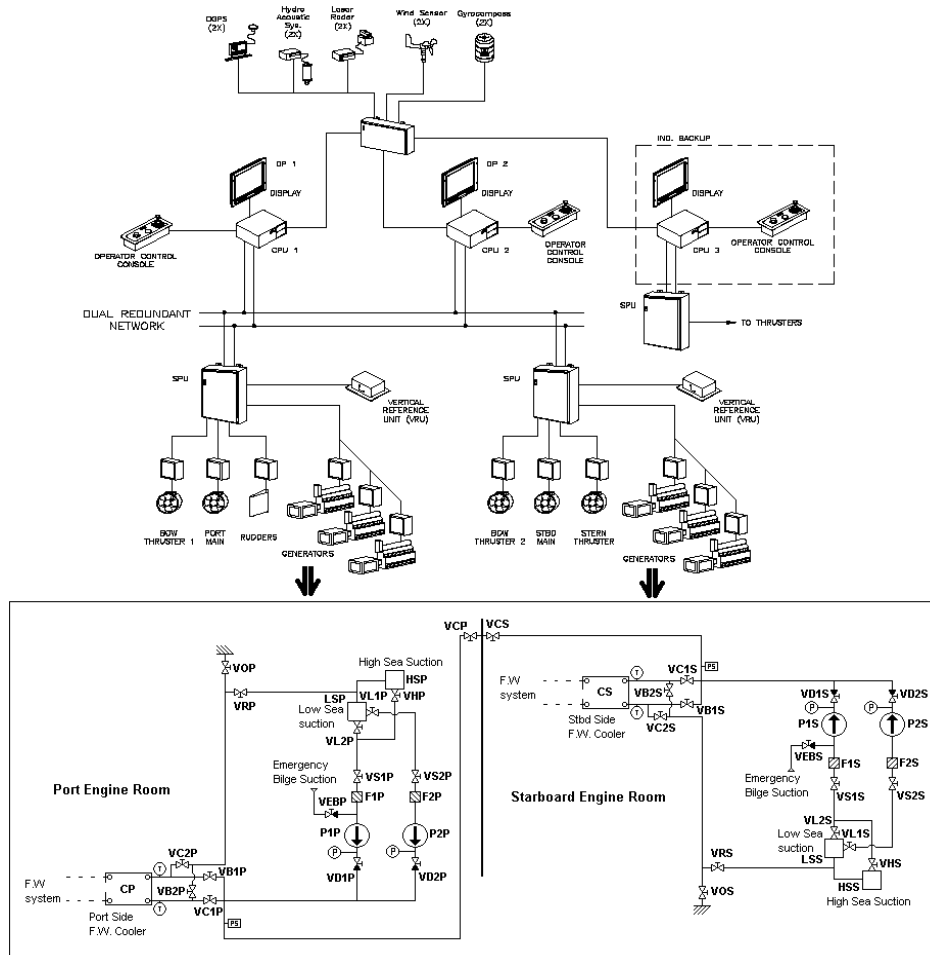 DGPS
(2X)
Hydro
Acoustic
Sys.
(2X)
Laser
Radar
(2X)
Wind Sensor
(2X)
Gyrocompass
(2X)
IND. BACKUP
DP 1
DISPLAY
DP 2
DISPLAY
DISPLAY
OPERATOR CONTROL
CONSOLE
CPU 1
CPU 2
OPERATOR
CONTROL
CONSOLE
CPU 3
OPERATOR CONTROL
CONSOLE
DUAL REDUNDANT
NETWORK
SPU
TO THRUSTERS
SPU
VERTICAL
REFERENCE
UNIT (VRU)
SPU
VERTICAL
REFERENCE
UNIT (VRU)
BOW
THRUSTER 1
PORT
MAIN
RUDDERS
GENERATORS
BOW
THRUSTER 2
STBD
MAIN
STERN
THRUSTER
GENERATORS
VCP
VCS
VOP
VRP
High Sea Suction
HSP
VL1P
VHP
LSP
Low Sea
suction
VL2P
Emergency
Bilge Suction
VS1P
VS2P
F1P
F2P
VEBP
P1P
P2P
P
P
VD1P
VD2P
Port Engine Room
VC2P
T
VB1P
F.W
system
CP
VB2P
T
VC1P
Port Side
F.W. Cooler
PS
PS
F.W
system
T
VC1S
CS
VB2S
VB1S
T
Stbd Side
F.W. Cooler
VC2S
VD1S
VD2S
P
P
P1S
P2S
VEBS
F1S
F2S
Emergency
Bilge Suction
VS1S
VS2S
Starboard Engine Room
VL2S
Low Sea
suction
VL1S
LSS
VHS
VRS
HSS
VOS
High Sea Suction